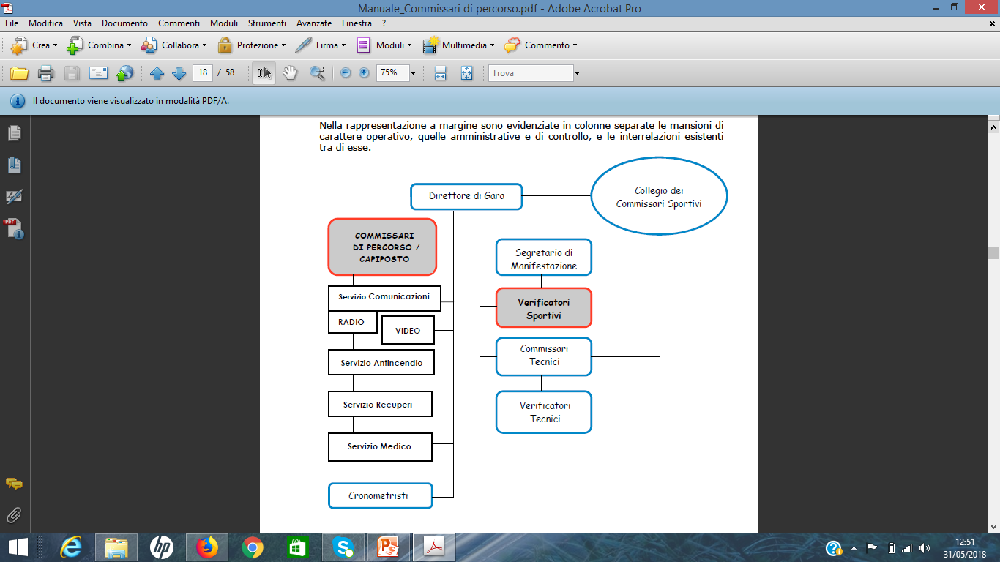 Manuale_Commissari di percorso.pdf - Adobe Acrobat Pro
File Modifica Vista Documento Commenti Moduli Strumenti Avanzate Finestra ?
Crea Combina Collabora Protezione Firma Moduli Multimedia Commento
18 / 58 75% Trova
Il documento viene visualizzato in modalità PDF/A.
Nella rappresentazione a margine sono evidenziate in colonne separate le mansioni di
carattere operativo, quelle amministrative e di controllo, e le interrelazioni esistenti
tra di esse.
Direttore di Gara
Collegio dei
Commissari Sportivi
COMMISSARI
DI PERCORSO /
CAPIPOSTO
Segretario di
Manifestazione
Servizio Comunicazioni
RADIO
VIDEO
Verificatori
Sportivi
Servizio Antincendio
Commissari
Tecnici
Servizio Recuperi
Verificatori
Tecnici
Servizio Medico
Cronometristi
12:51
31/05/2018